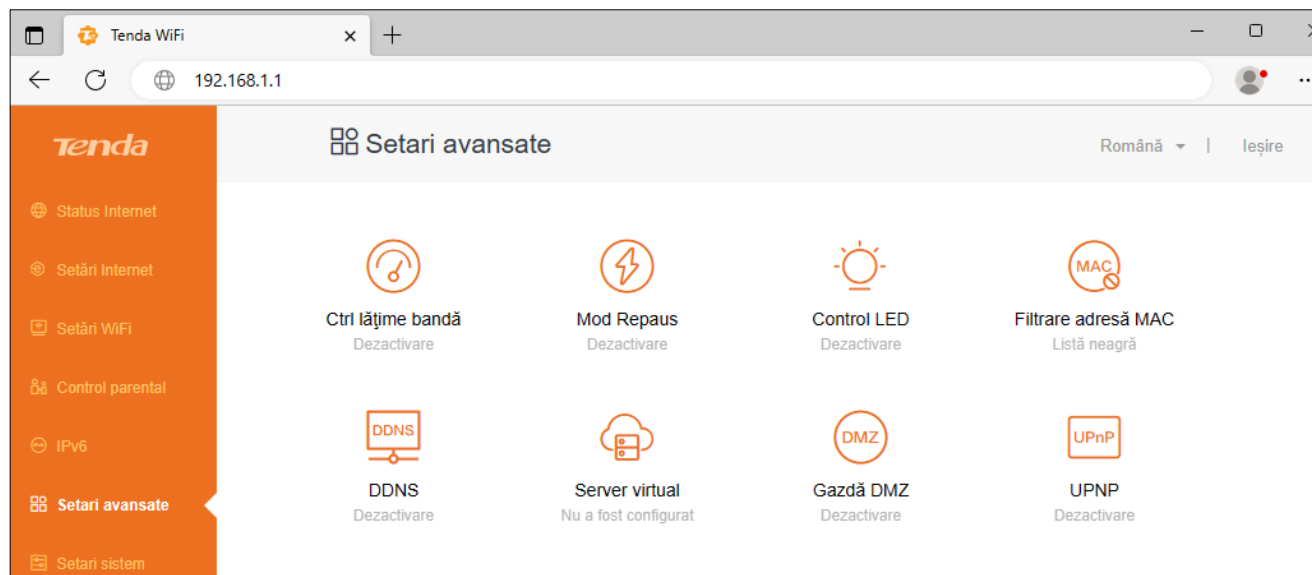 Tenda WiFi
192.168.1.1
Tenda
Setari avansate
Română
Ieșire
Status Internet
Setări Internet
Setări WiFi
Control parental
IPv6
Setari avansate
Setari sistem
Ctrl lăţime bandă
Dezactivare
Mod Repaus
Dezactivare
Control LED
Dezactivare
MAC
Filtrare adresă MAC
Listă neagră
DDNS
DDNS
Dezactivare
Server virtual
Nu a fost configurat
DMZ
Gazdă DMZ
Dezactivare
UPnP
UPNP
Dezactivare